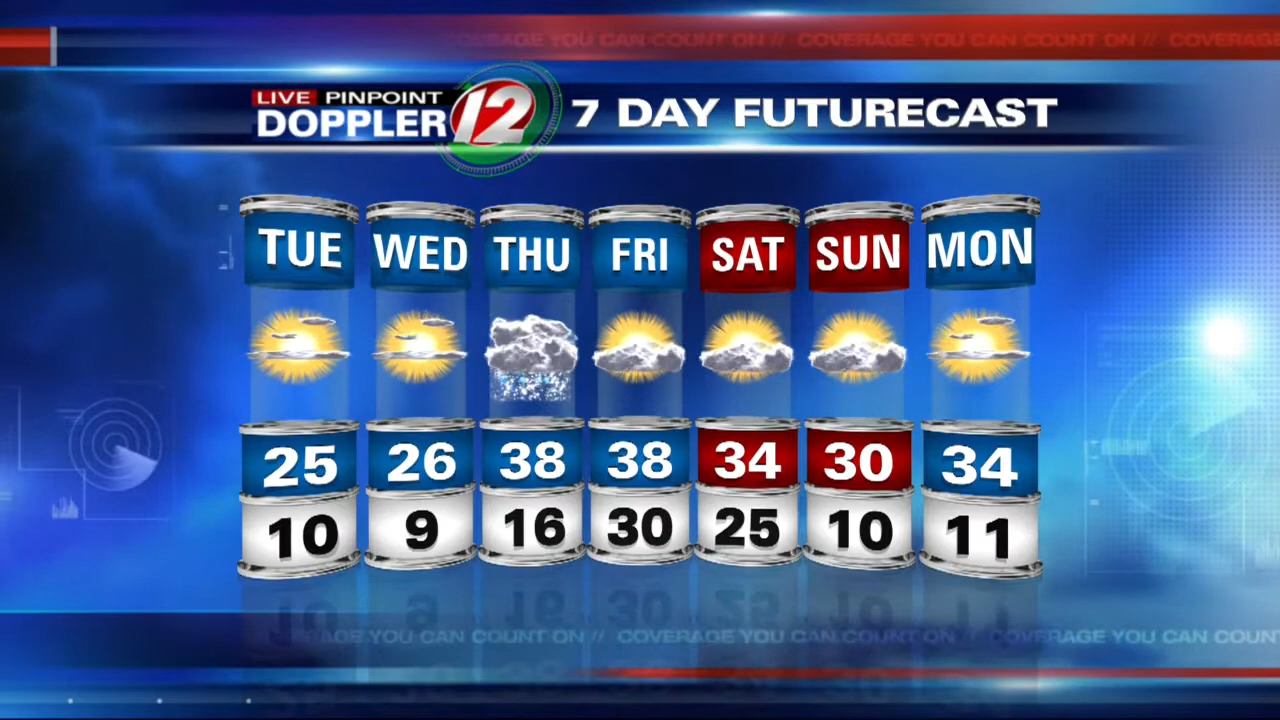 COVERAGE YOU CAN COUNT ON // COVERAGE YOU CAN COUNT ON // COVERAGE
LIVE PINPOINT
DOPPLER 12 7 DAY FUTURECAST
TUE WED THU FRI SAT SUN MON
25 26 38 38 34 30 34
10 9 16 30 25 10 11
YOU CAN COUNT ON // COVERAGE YOU CAN COUNT ON // COVERAGE YOU CAN COUNT